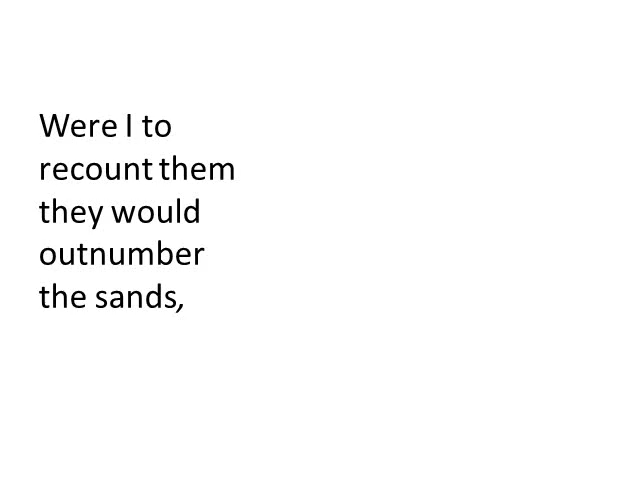 Were I to
recount them
they would
outnumber
the sands,